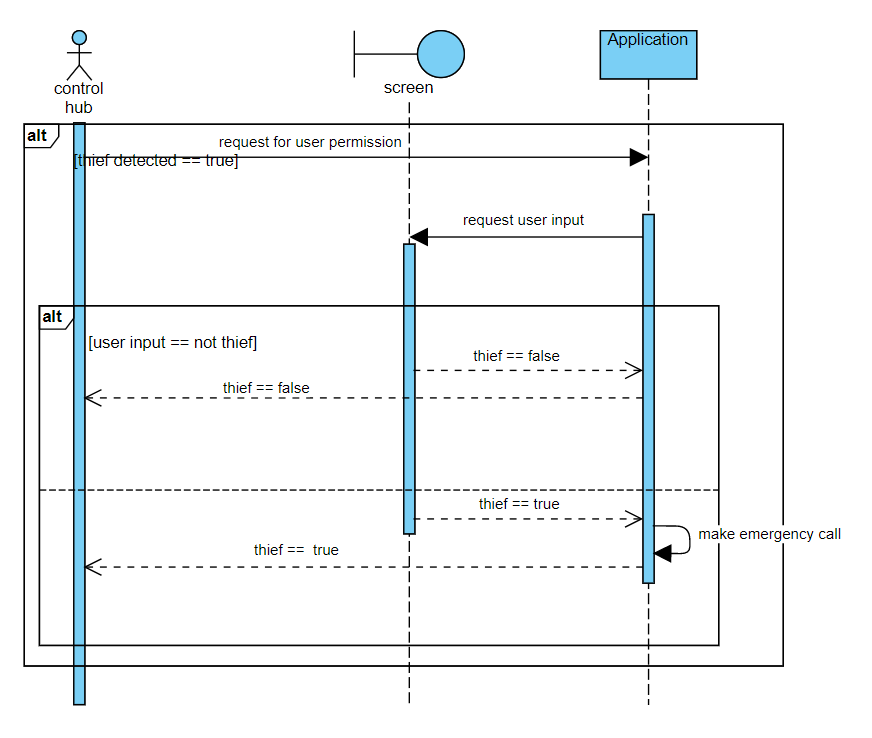 control
hub
screen
Application
alt
request for user permission
[thief detected == true]
request user input
alt
[user input == not thief]
thief == false
thief == false
thief == true
make emergency call
thief ==  true